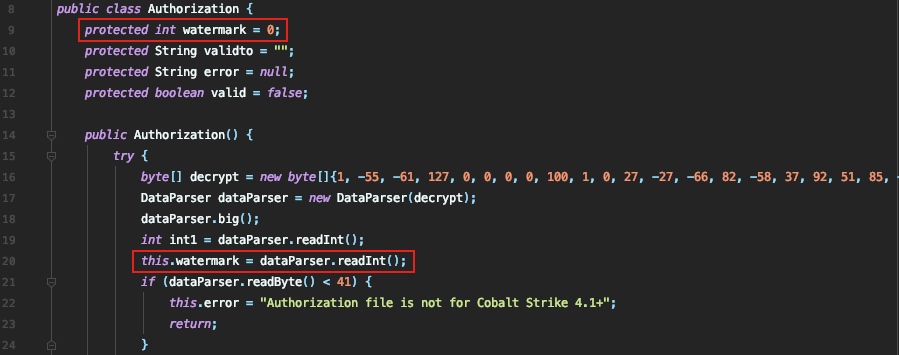 8 public class Authorization {
9 protected int watermark = 0;
10 protected String validto = "";
11 protected String error = null;
12 protected boolean valid = false;
13
14 public Authorization() {
15 try {
16 byte[] decrypt = new byte[]{1, -55, -61, 127, 0, 0, 0, 0, 100, 1, 0, 27, -27, -66, 82, -58, 37, 92, 51, 85, -
17 DataParser dataParser = new DataParser(decrypt);
18 dataParser.big();
19 int int1 = dataParser.readInt();
20 this.watermark = dataParser.readInt();
21 if (dataParser.readByte() < 41) {
22 this.error = "Authorization file is not for Cobalt Strike 4.1+";
23 return;
24 }